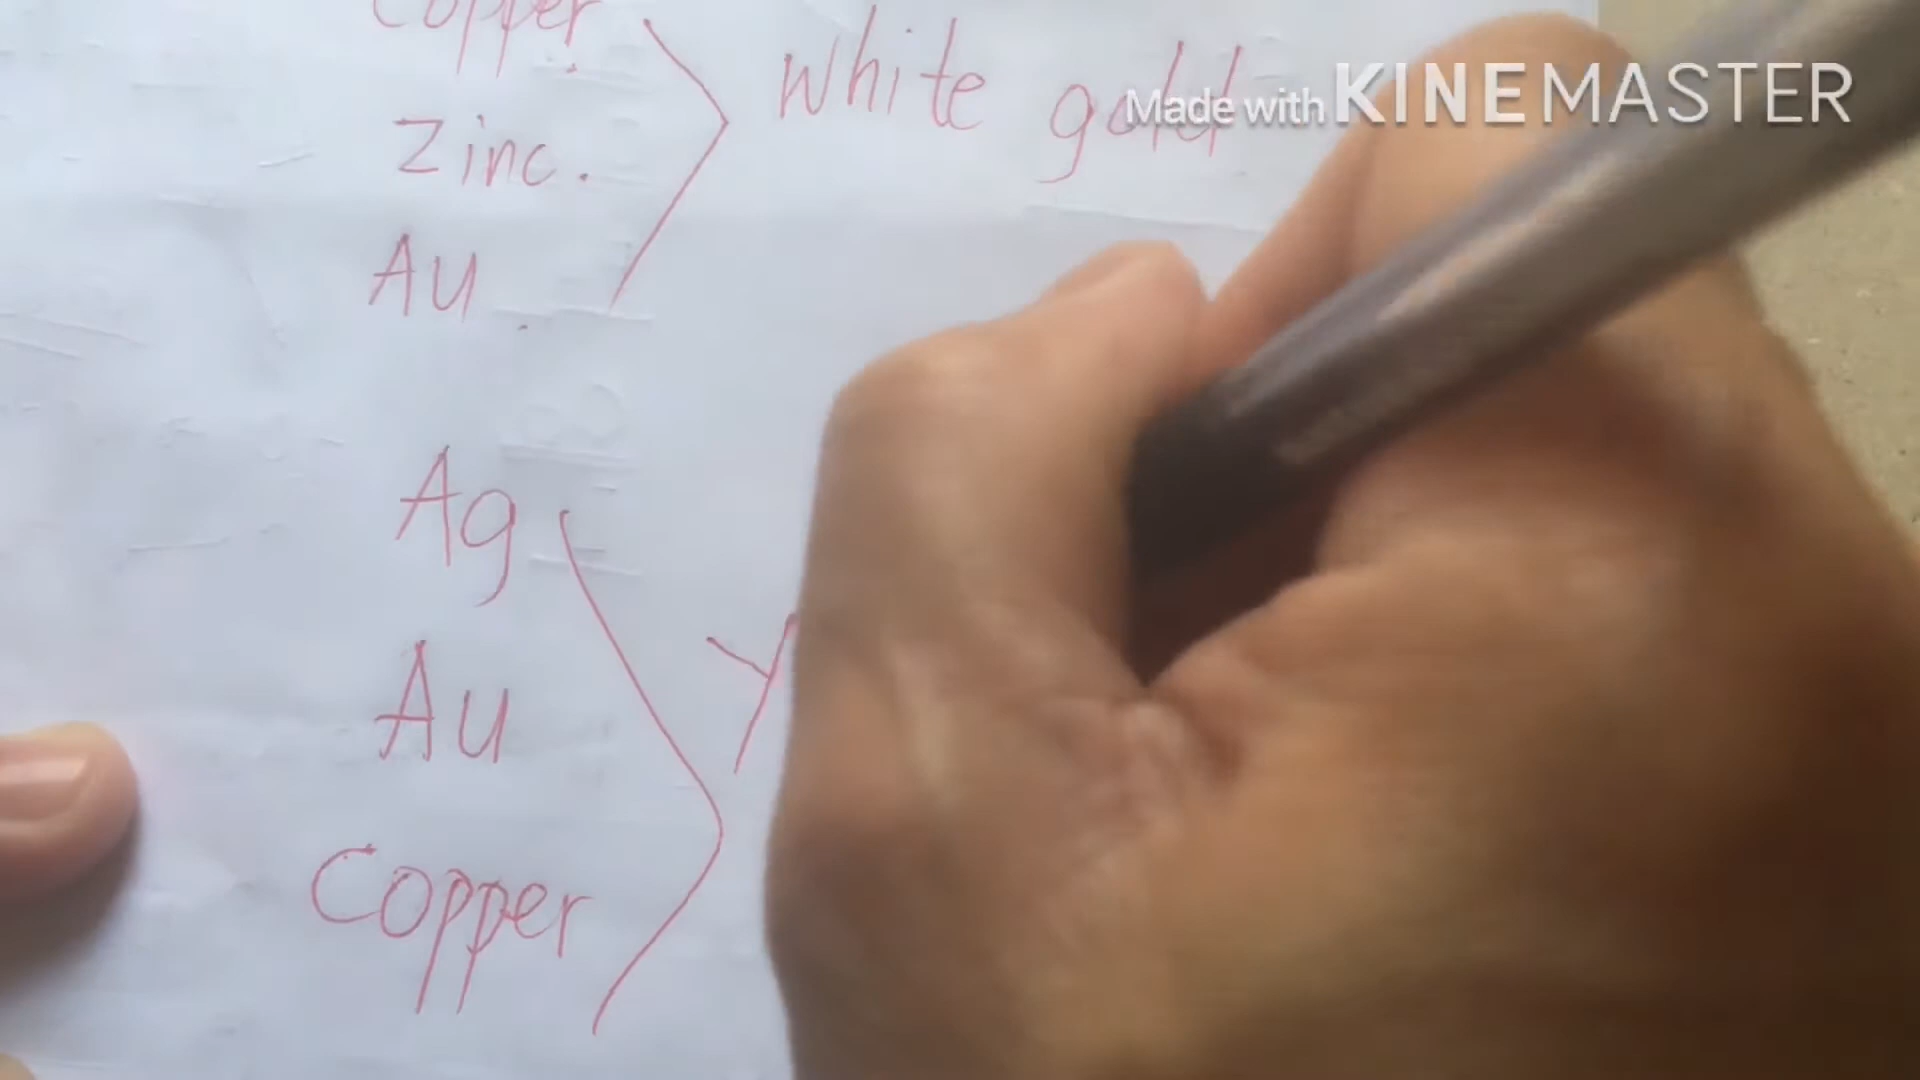 Copper
white gold
Made with KINEMASTER
Zinc.
Au
Ag
Au
Y
Copper